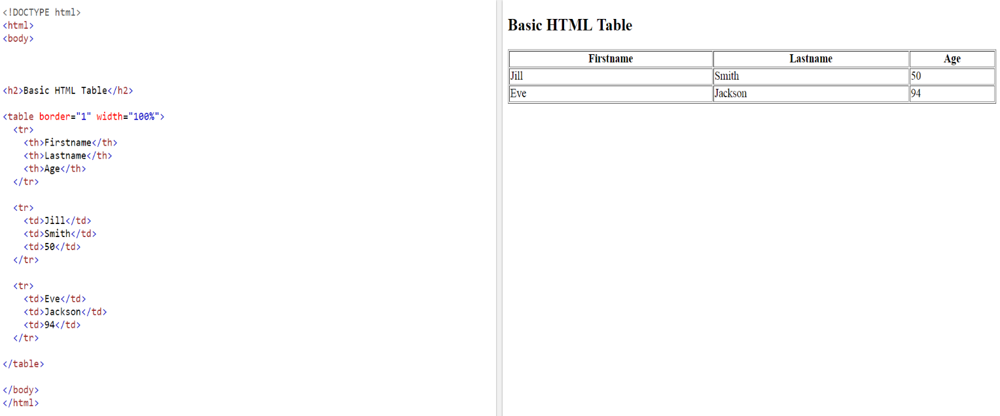 <!DOCTYPE html>
<html>
<body>
<h2>Basic HTML Table</h2>
<table border="1" width="100%">
<tr>
<th>Firstname</th>
<th>Lastname</th>
<th>Age</th>
</tr>
<tr>
<td>Jill</td>
<td>Smith</td>
<td>50</td>
</tr>
<tr>
<td>Eve</td>
<td>Jackson</td>
<td>94</td>
</tr>
</table>
</body>
</html>
Basic HTML Table
Firstname Lastname Age
Jill Smith 50
Eve Jackson 94